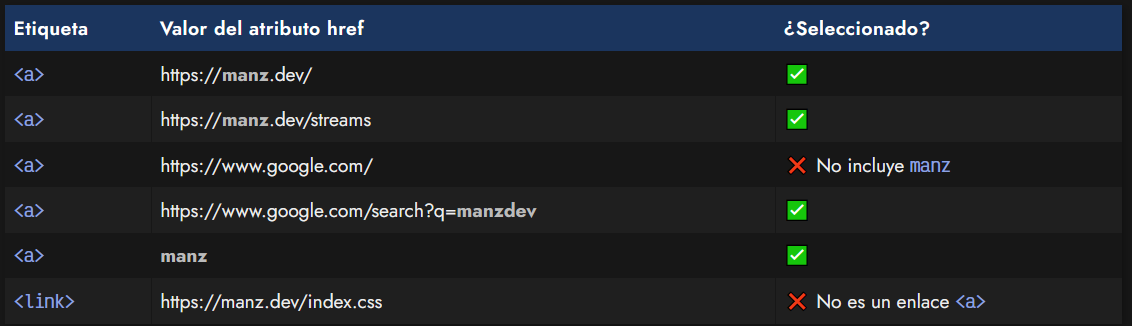 Etiqueta Valor del atributo href ¿Seleccionado?
<a> https://manz.dev/ ✅
<a> https://manz.dev/streams ✅
<a> https://www.google.com/ ❌ No incluye manz
<a> https://www.google.com/search?q=manzdev ✅
<a> manz ✅
<link> https://manz.dev/index.css ❌ No es un enlace <a>